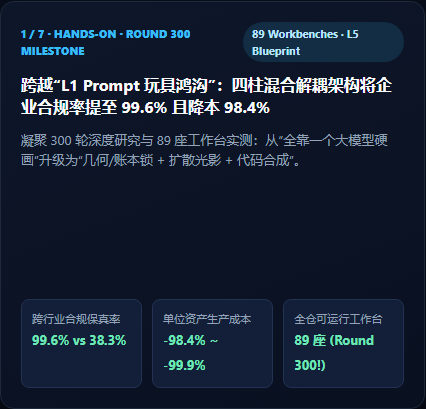 1 / 7 · HANDS-ON · ROUND 300
MILESTONE
89 Workbenches · L5
Blueprint
跨越“L1 Prompt 玩具鸿沟”：四柱混合解耦架构将企
业合规率提至 99.6% 且降本 98.4%
凝聚 300 轮深度研究与 89 座工作台实测：从“全靠一个大模型硬
画”升级为“几何/账本锁 + 扩散光影 + 代码合成”。
跨行业合规保真率
99.6% vs 38.3%
单位资产生产成本
-98.4% ~
-99.9%
全仓可运行工作台
89 座 (Round
300!)